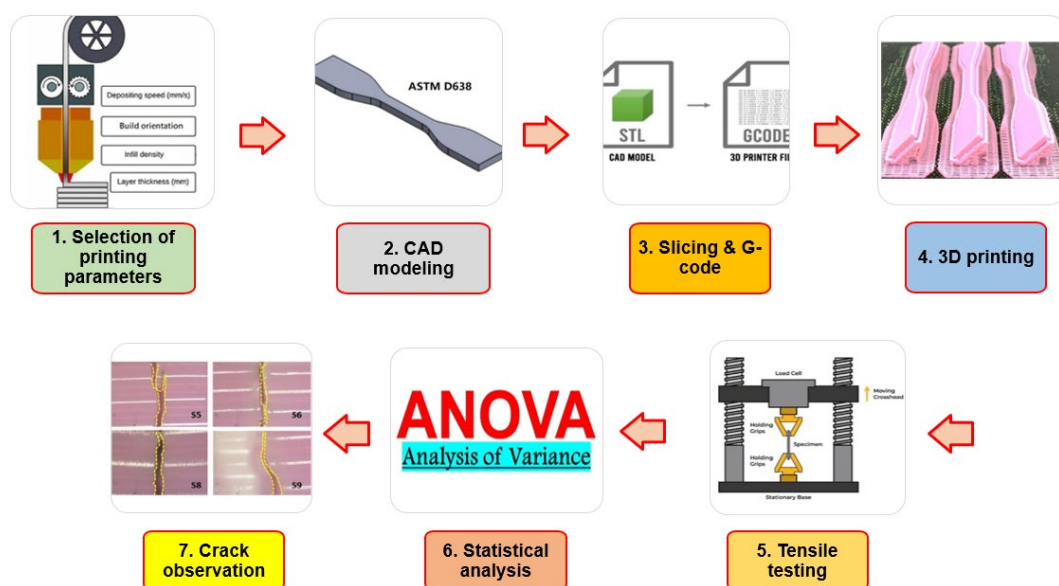 Depositing speed (mm/s)
Build orientation
Infill density
Layer thickness (mm)
ASTM D638
STL
CAD MODEL
GCODE
3D PRINTER FIL
1. Selection of
printing
parameters
2. CAD
modeling
3. Slicing & G-
code
4. 3D printing
S5
S6
S8
S9
ANOVA
Analysis of Variance
Load Cell
Moving
Crosshead
Holding
Grips
Specimen
Holding
Grips
Stationary Base
7. Crack
observation
6. Statistical
analysis
5. Tensile
testing